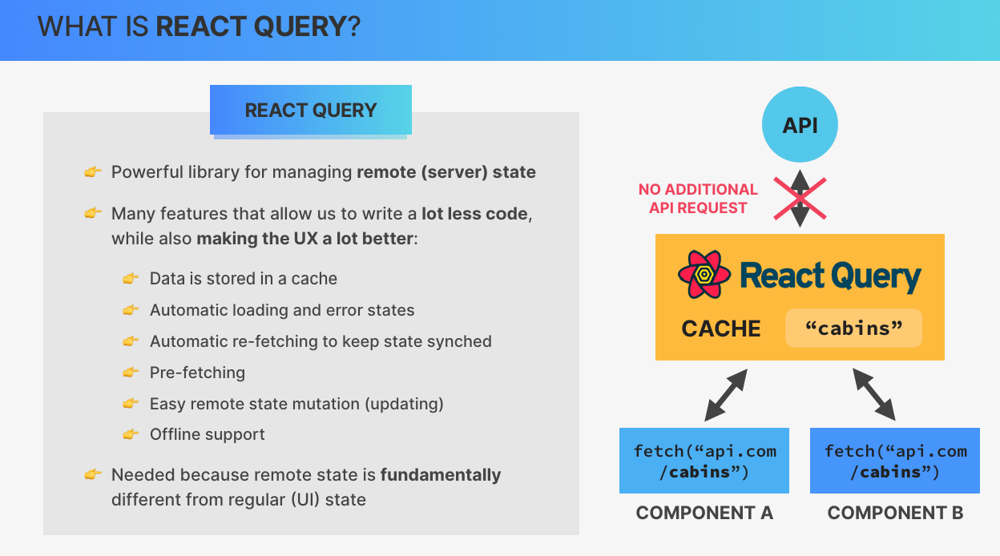 WHAT IS REACT QUERY?
REACT QUERY
👉 Powerful library for managing remote (server) state
👉 Many features that allow us to write a lot less code,
while also making the UX a lot better:
👉 Data is stored in a cache
👉 Automatic loading and error states
👉 Automatic re-fetching to keep state synched
👉 Pre-fetching
👉 Easy remote state mutation (updating)
👉 Offline support
👉 Needed because remote state is fundamentally
different from regular (UI) state
API
NO ADDITIONAL
API REQUEST
React Query
CACHE
“cabins”
fetch(“api.com
/cabins”)
COMPONENT A
fetch(“api.com
/cabins”)
COMPONENT B